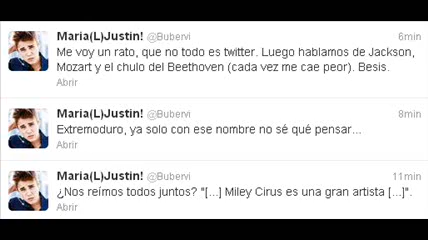 Maria(L)Justin! @Bubervi 6min
Me voy un rato, que no todo es twitter. Luego hablamos de Jackson,
Mozart y el chulo del Beethoven (cada vez me cae peor). Besis.
Abrir
Maria(L)Justin! @Bubervi 8min
Extremoduro, ya solo con ese nombre no sé qué pensar...
Abrir
Maria(L)Justin! @Bubervi 11min
¿Nos reímos todos juntos? "[...] Miley Cirus es una gran artista [...]".
Abrir